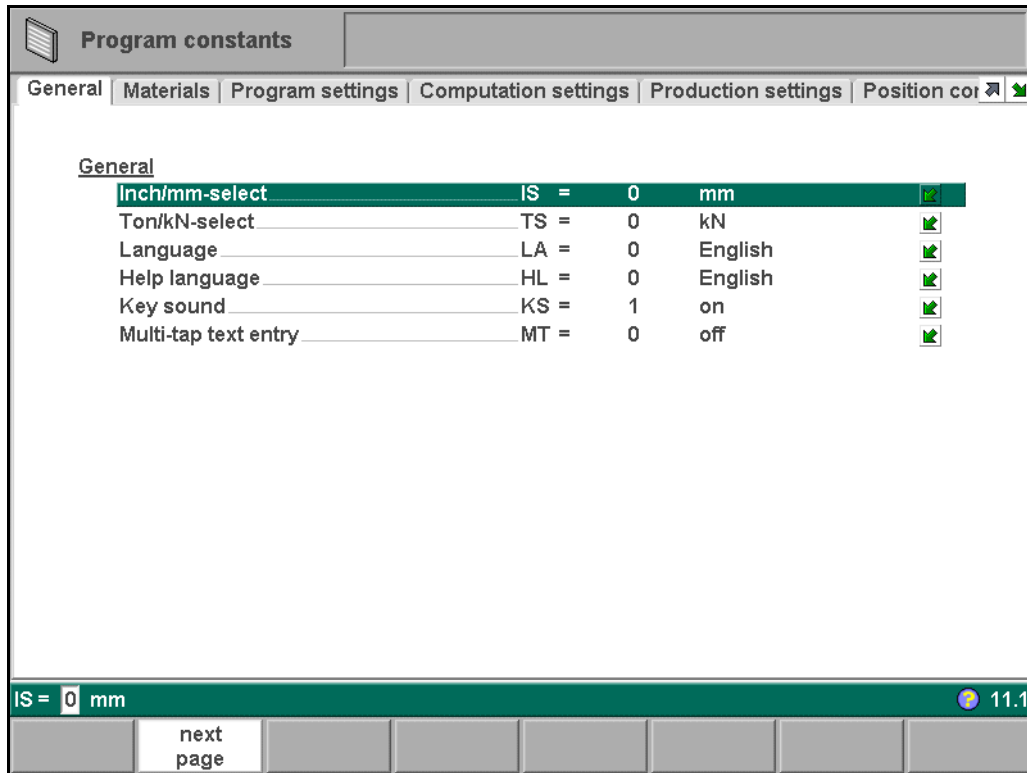 Program constants
General | Materials | Program settings | Computation settings | Production settings | Position cor
General
Inch/mm-select IS = 0 mm
Ton/kN-select TS = 0 kN
Language LA = 0 English
Help language HL = 0 English
Key sound KS = 1 on
Multi-tap text entry MT = 0 off
IS = 0 mm ? 11.1
next
page